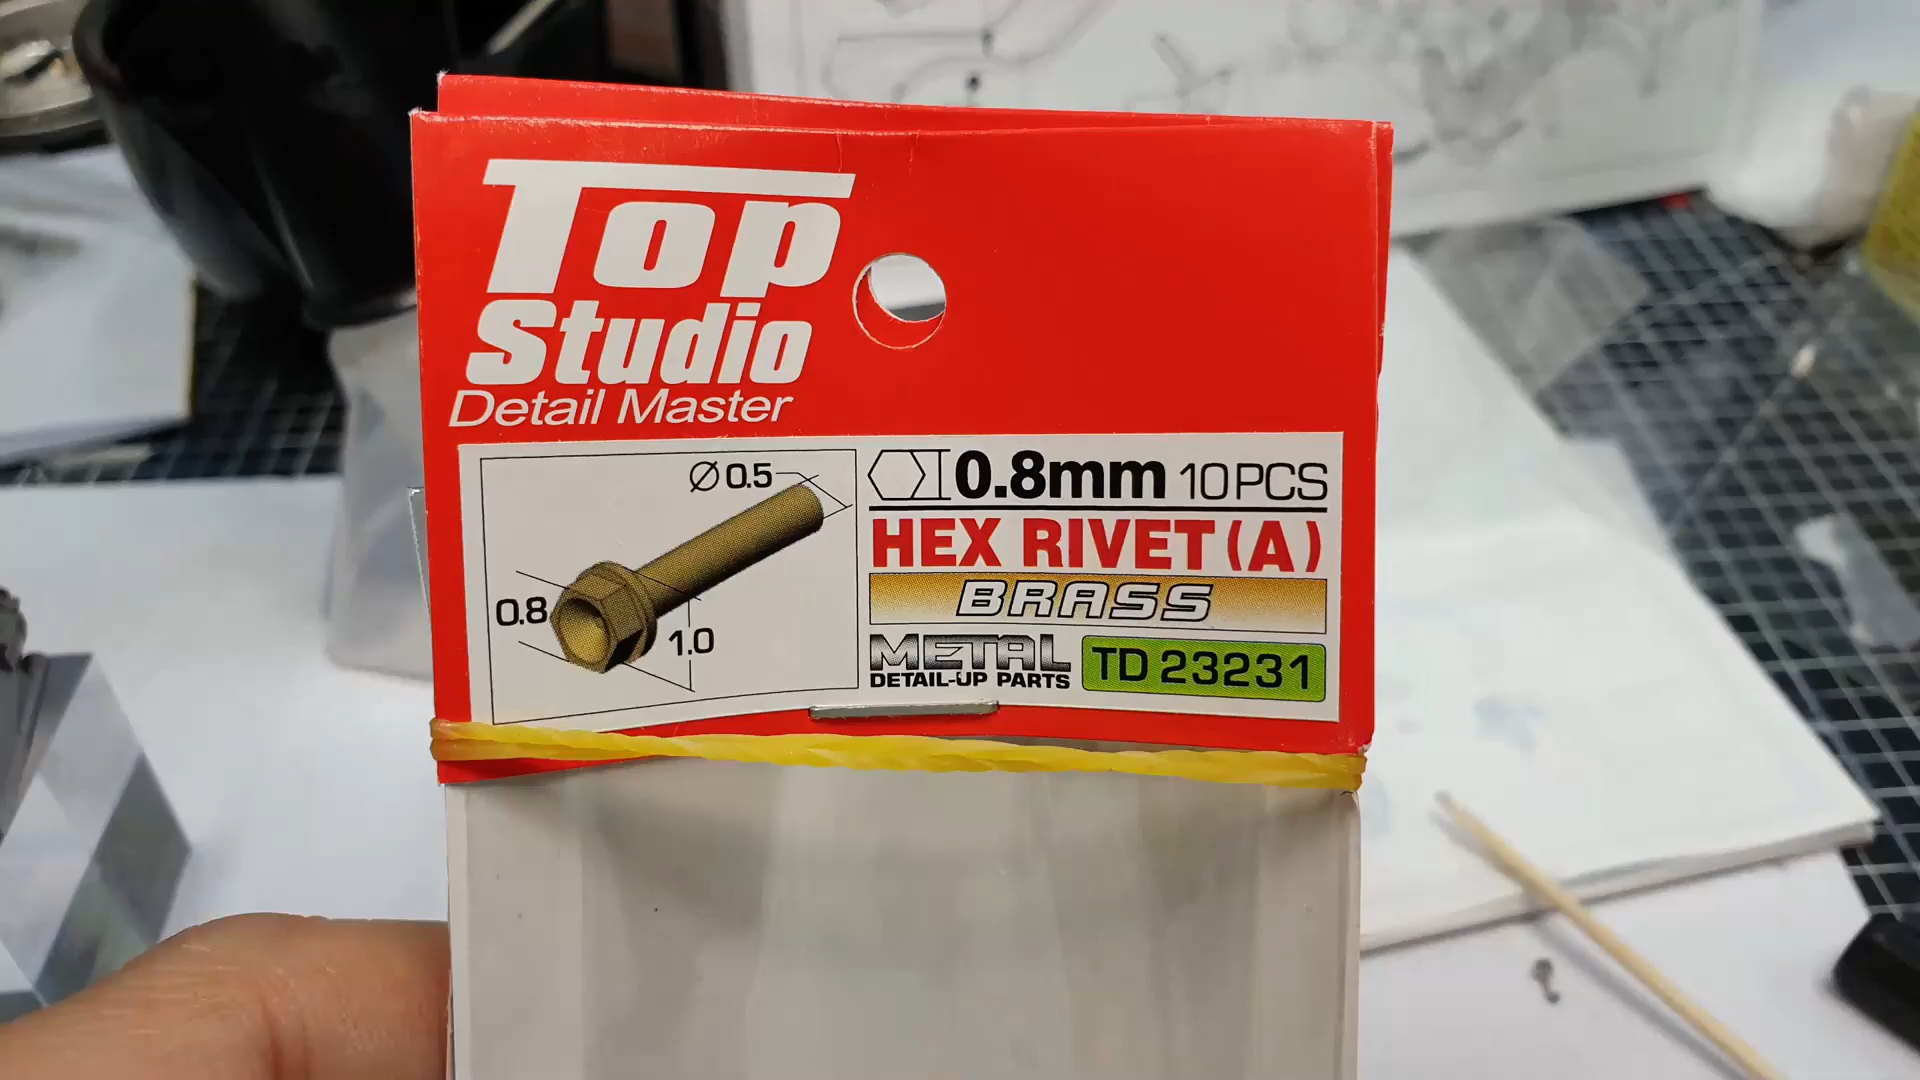 Top
Studio
Detail Master
Ø 0.5
0.8
1.0
0.8mm 10PCS
HEX RIVET (A)
BRASS
METAL
DETAIL-UP PARTS
TD 23231